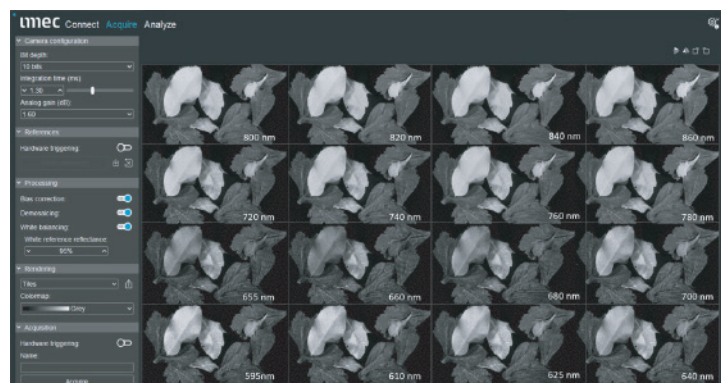 imec Connect Acquire Analyze
Camera configuration
Bit depth:
10 bits
Integration time (ms):
1.30
Analog gain (dB):
1.60
References
Hardware triggering:
Processing
Bias correction:
Demosaicing:
White balancing:
White reference reflectance:
Rendering
Tiles
Colormap
Grey
Acquisition
Hardware triggering:
Name:
Acquire
800 nm
820 nm
840 nm
860 nm
720 nm
740 nm
760 nm
780 nm
655 nm
660 nm
680 nm
700 nm
595nm
610 nm
625 nm
640 nm